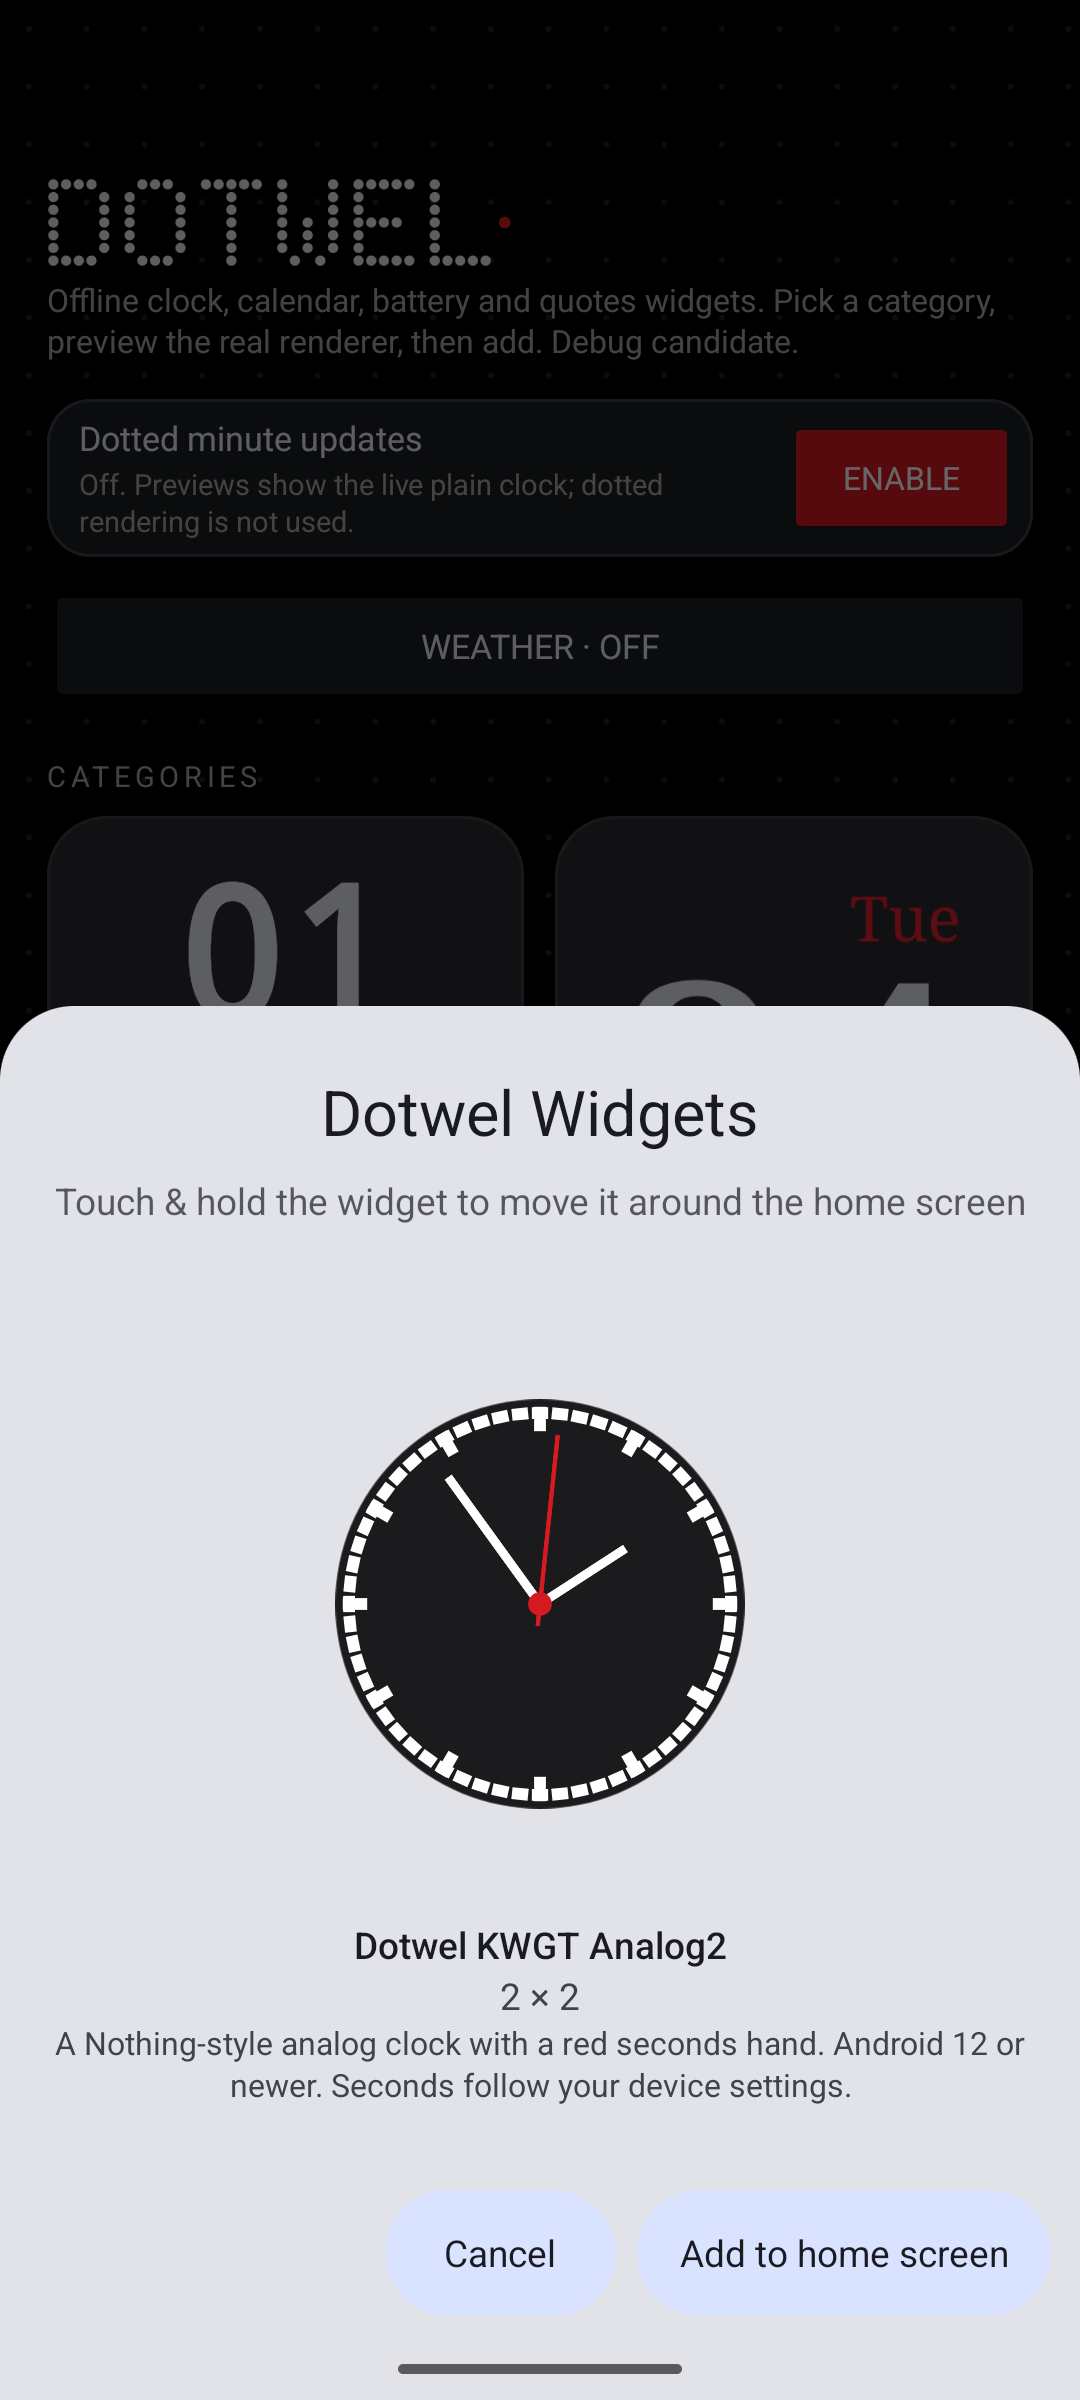 DOTWEL.
Offline clock, calendar, battery and quotes widgets. Pick a category,
preview the real renderer, then add. Debug candidate.
Dotted minute updates
Off. Previews show the live plain clock; dotted
rendering is not used.
ENABLE
WEATHER · OFF
CATEGORIES
01
Tue
Dotwel Widgets
Touch & hold the widget to move it around the home screen
Dotwel KWGT Analog2
2 × 2
A Nothing-style analog clock with a red seconds hand. Android 12 or
newer. Seconds follow your device settings.
Cancel
Add to home screen